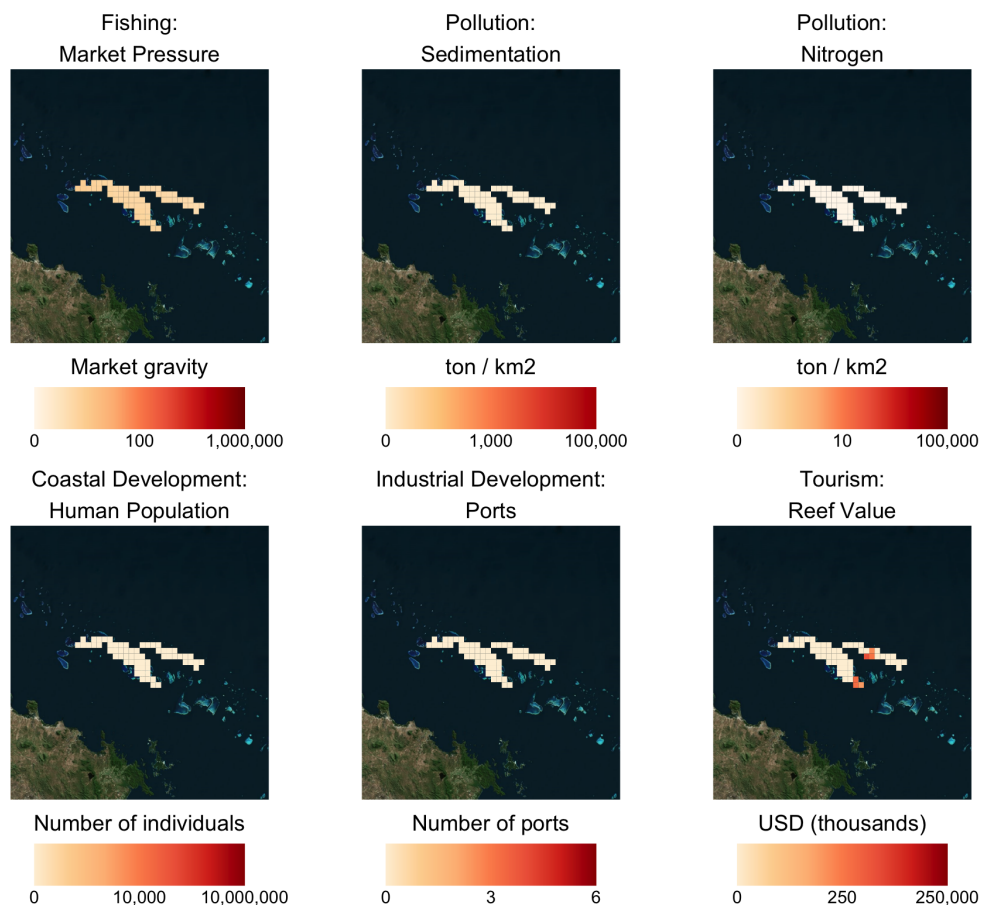 Fishing:
Market Pressure
Pollution:
Sedimentation
Pollution:
Nitrogen
Market gravity
0 100 1,000,000
ton / km2
0 1,000 100,000
ton / km2
0 10 100,000
Coastal Development:
Human Population
Industrial Development:
Ports
Tourism:
Reef Value
Number of individuals
0 10,000 10,000,000
Number of ports
0 3 6
USD (thousands)
0 250 250,000